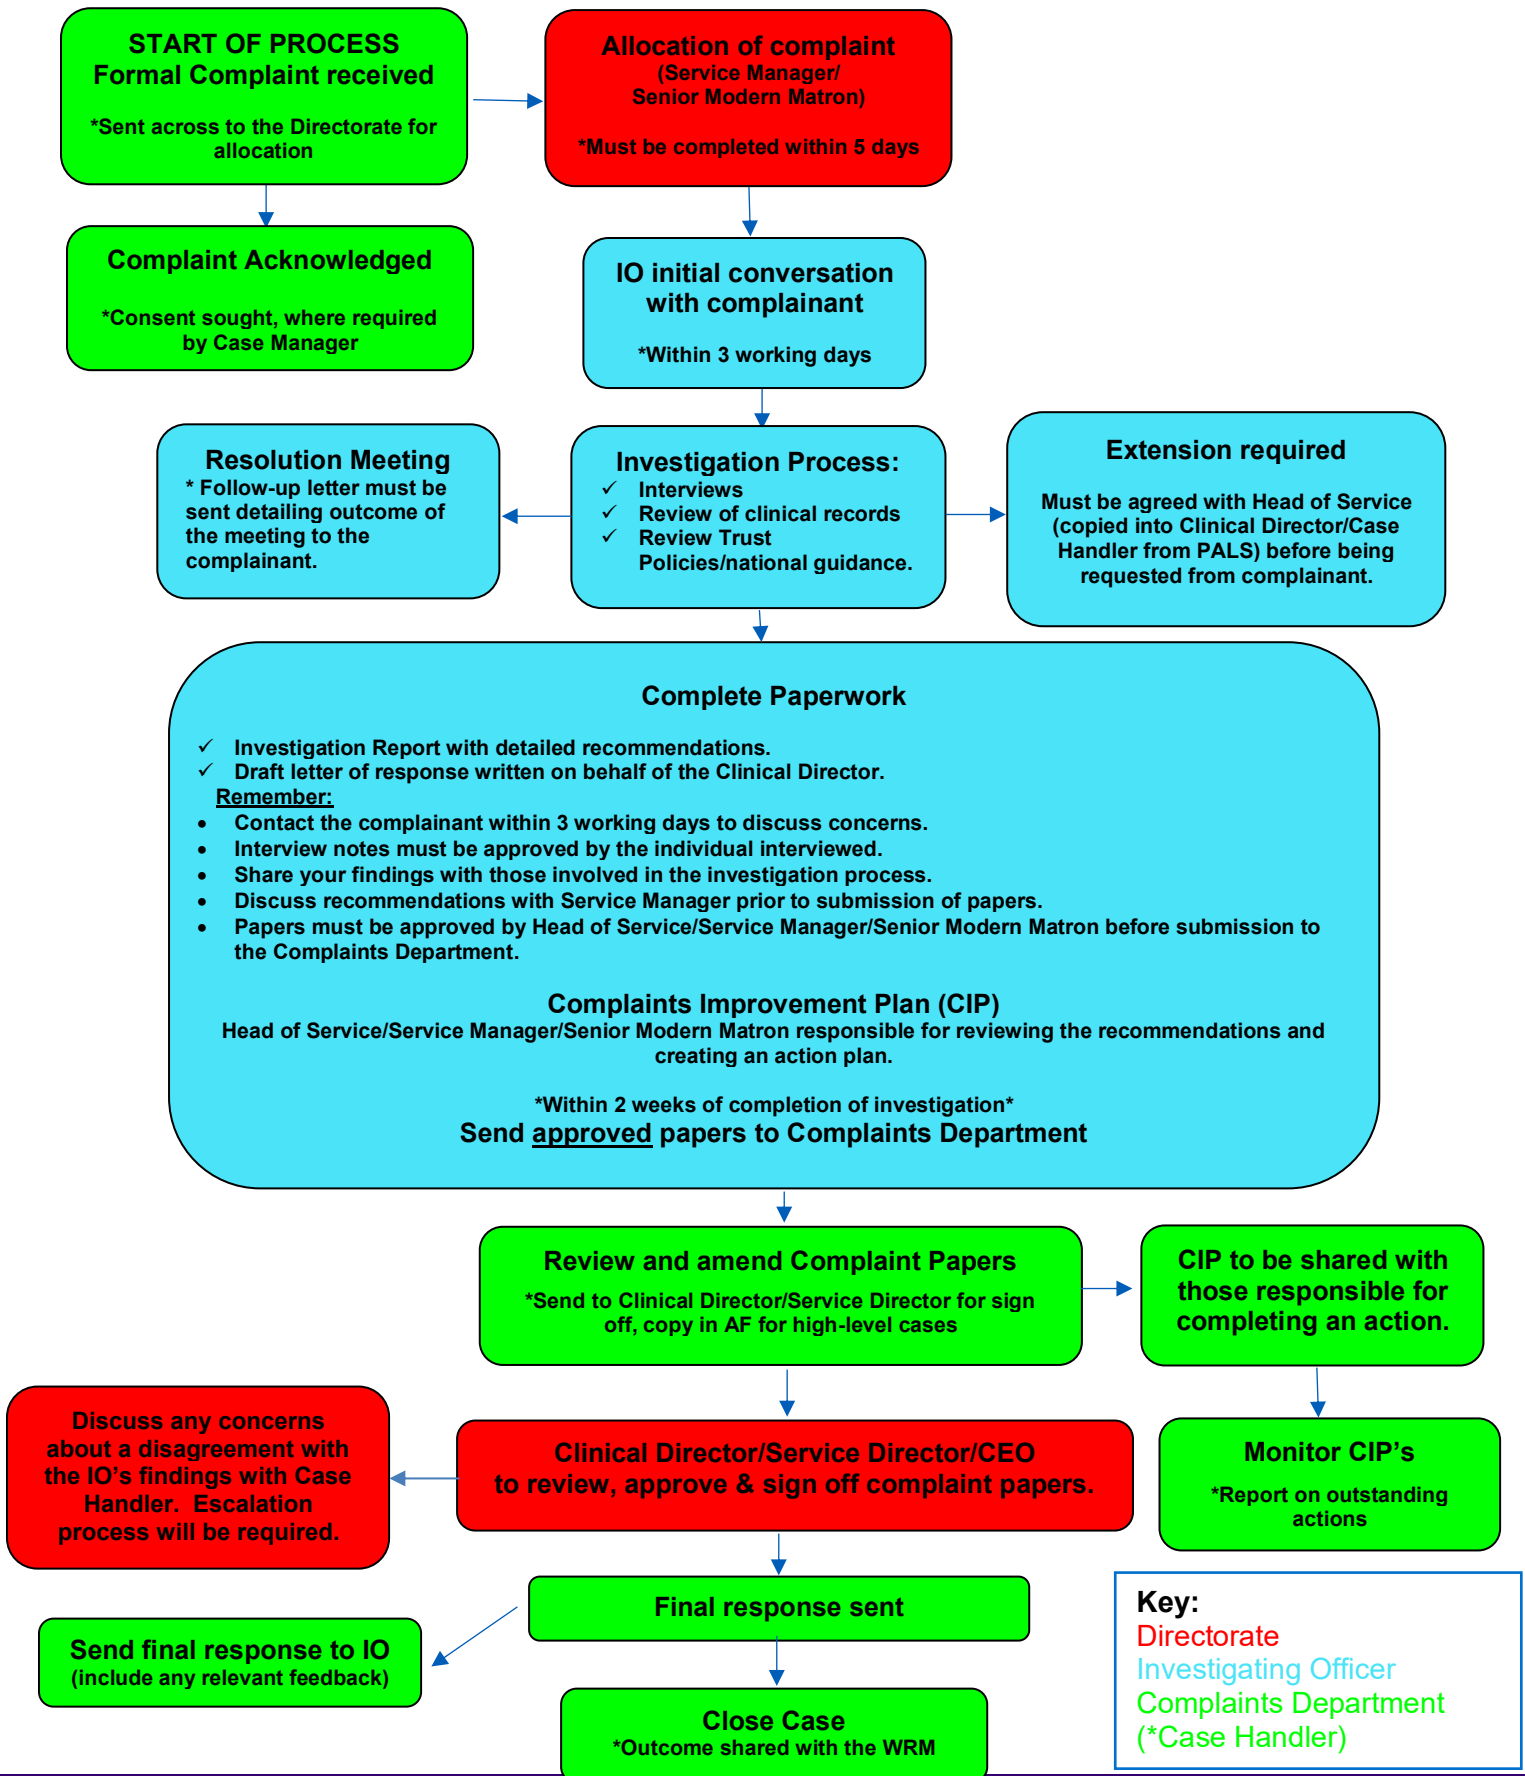 START OF PROCESS
Formal Complaint received
*Sent across to the Directorate for
allocation
Allocation of complaint
(Service Manager/
Senior Modern Matron)
*Must be completed within 5 days
Complaint Acknowledged
*Consent sought, where required
by Case Manager
IO initial conversation
with complainant
*Within 3 working days
Resolution Meeting
* Follow-up letter must be
sent detailing outcome of
the meeting to the
complainant.
Investigation Process:
✓ Interviews
✓ Review of clinical records
✓ Review Trust
Policies/national guidance.
Extension required
Must be agreed with Head of Service
(copied into Clinical Director/Case
Handler from PALS) before being
requested from complainant.
Complete Paperwork
✓ Investigation Report with detailed recommendations.
✓ Draft letter of response written on behalf of the Clinical Director.
Remember:
• Contact the complainant within 3 working days to discuss concerns.
• Interview notes must be approved by the individual interviewed.
• Share your findings with those involved in the investigation process.
• Discuss recommendations with Service Manager prior to submission of papers.
• Papers must be approved by Head of Service/Service Manager/Senior Modern Matron before submission to
the Complaints Department.
Complaints Improvement Plan (CIP)
Head of Service/Service Manager/Senior Modern Matron responsible for reviewing the recommendations and
creating an action plan.
*Within 2 weeks of completion of investigation*
Send approved papers to Complaints Department
Review and amend Complaint Papers
*Send to Clinical Director/Service Director for sign
off, copy in AF for high-level cases
CIP to be shared with
those responsible for
completing an action.
Discuss any concerns
about a disagreement with
the IO's findings with Case
Handler.  Escalation
process will be required.
Clinical Director/Service Director/CEO
to review, approve & sign off complaint papers.
Monitor CIP's
*Report on outstanding
actions
Final response sent
Send final response to IO
(include any relevant feedback)
Close Case
*Outcome shared with the WRM
Key:
Directorate
Investigating Officer
Complaints Department
(*Case Handler)